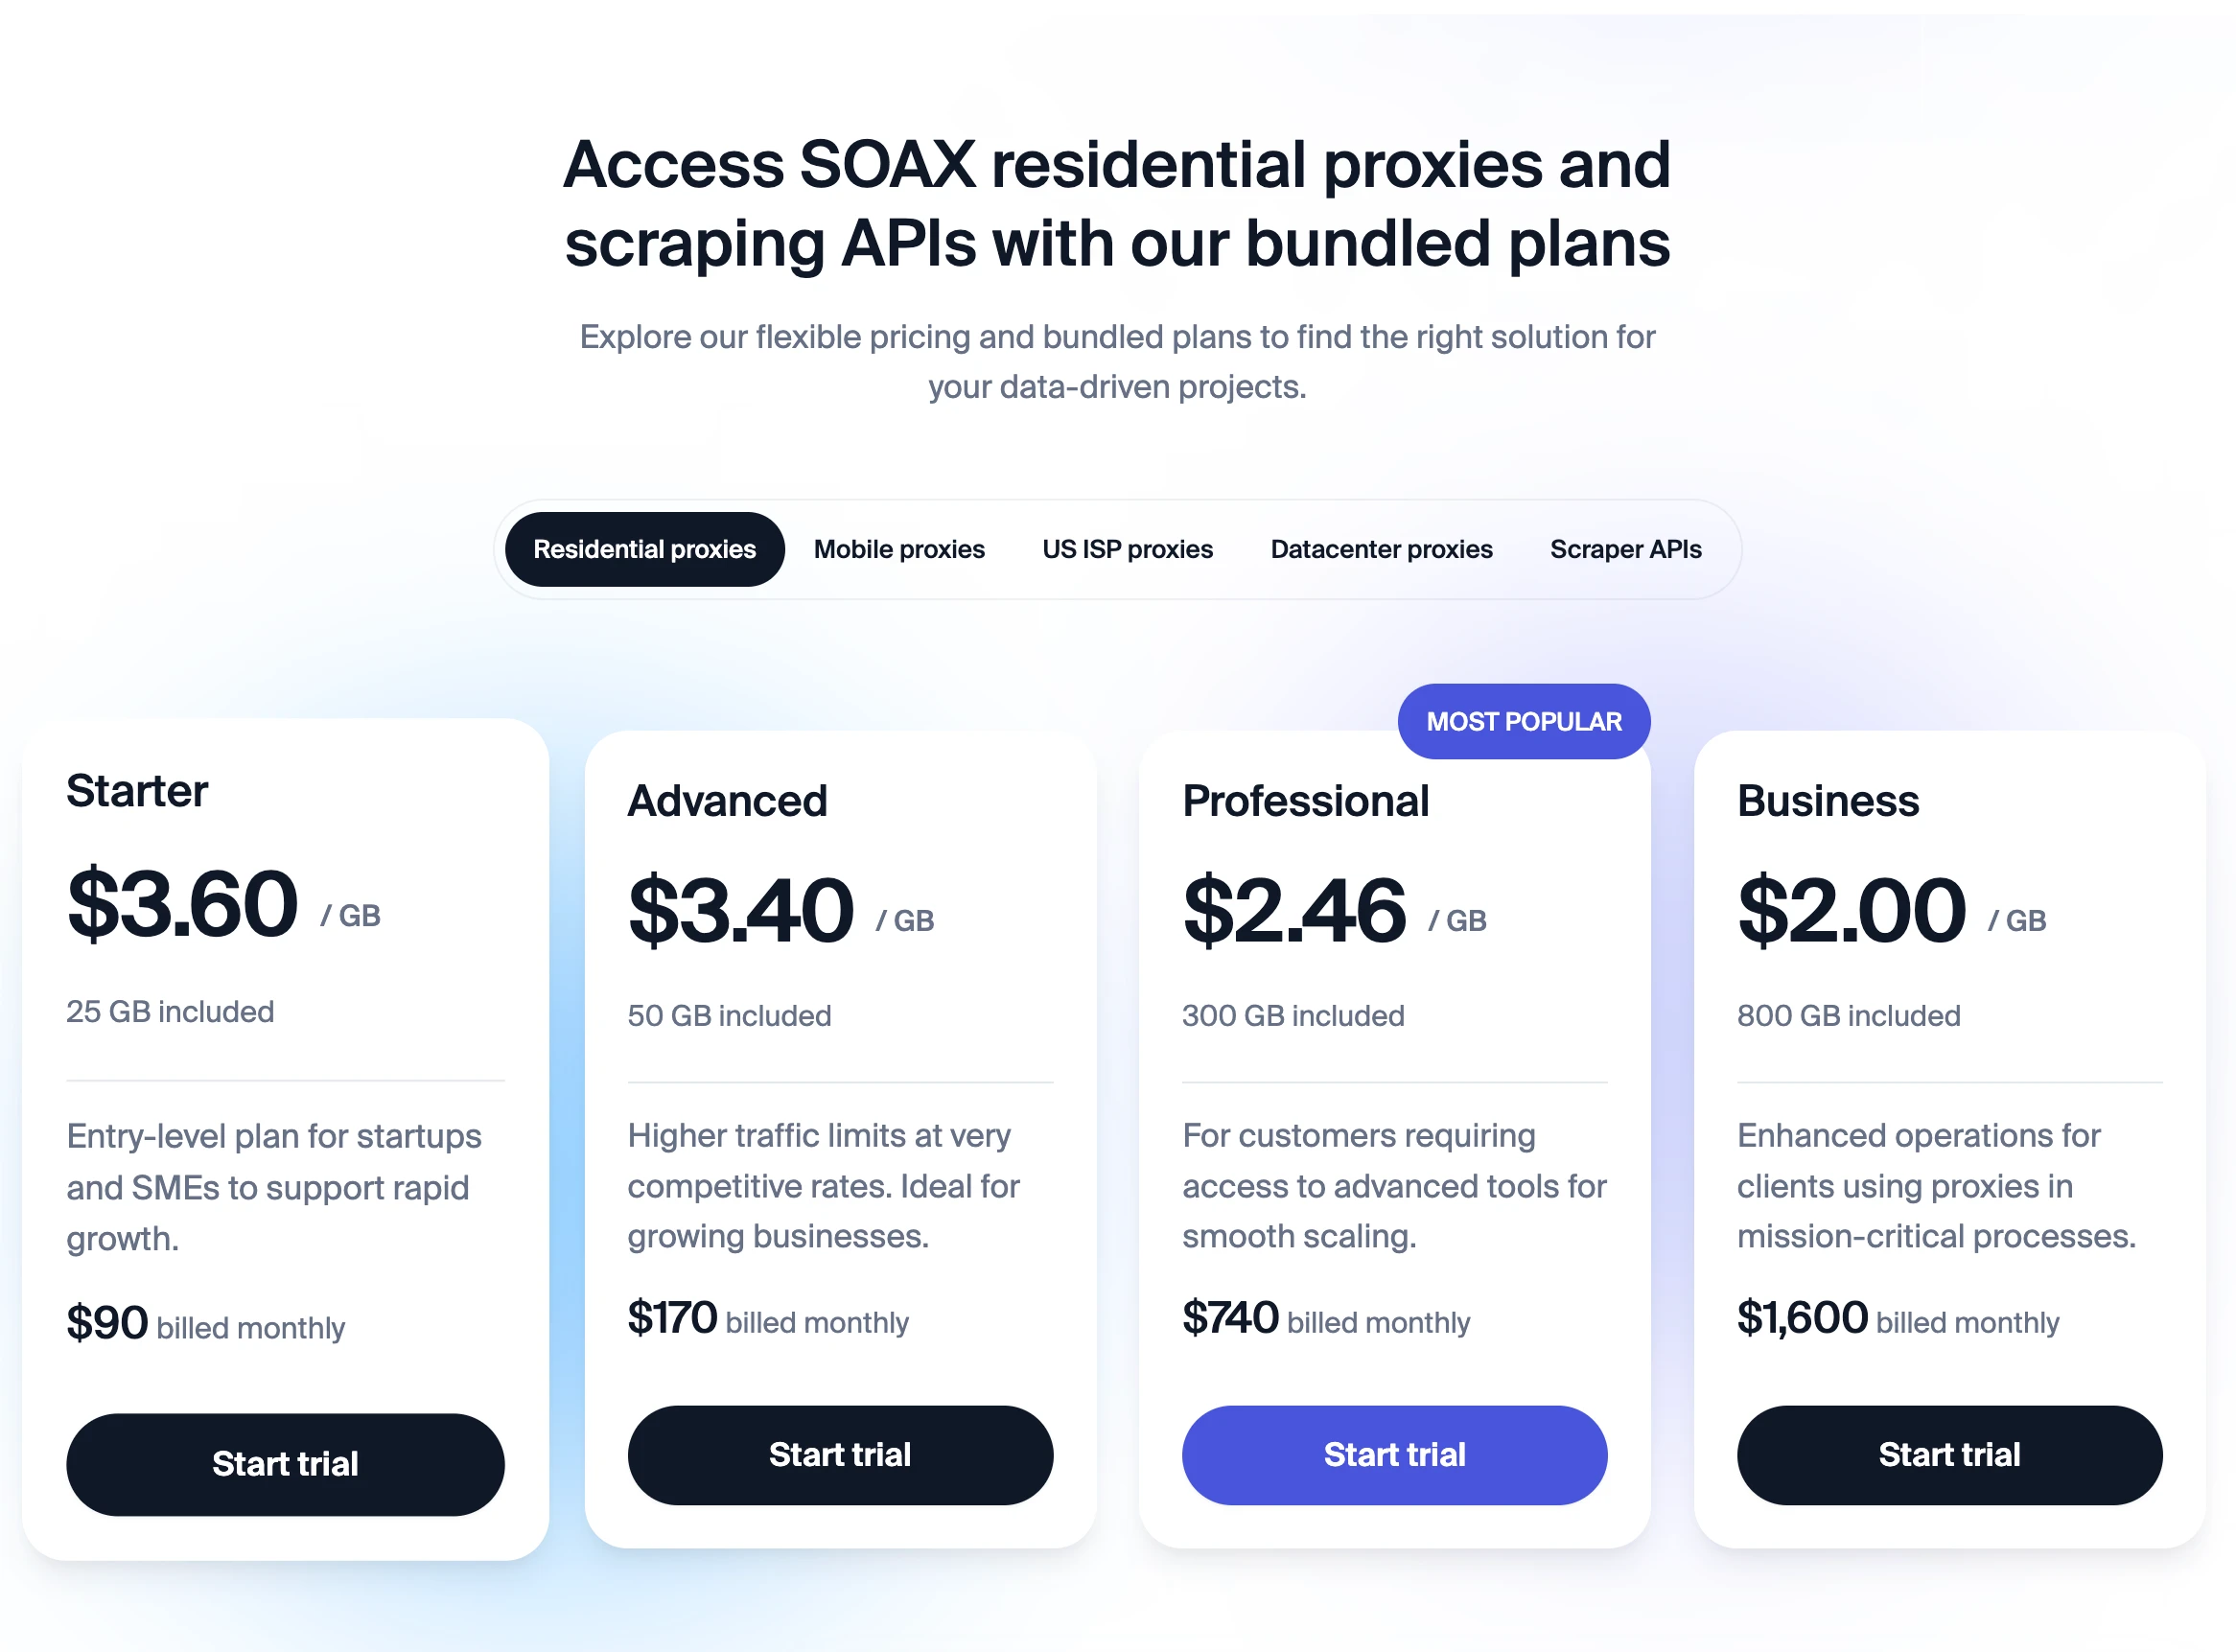 Access SOAX residential proxies and
scraping APIs with our bundled plans
Explore our flexible pricing and bundled plans to find the right solution for
your data-driven projects.
Residential proxies
Mobile proxies
US ISP proxies
Datacenter proxies
Scraper APIs
Starter
$3.60 / GB
25 GB included
Entry-level plan for startups
and SMEs to support rapid
growth.
$90 billed monthly
Start trial
Advanced
$3.40 / GB
50 GB included
Higher traffic limits at very
competitive rates. Ideal for
growing businesses.
$170 billed monthly
Start trial
MOST POPULAR
Professional
$2.46 / GB
300 GB included
For customers requiring
access to advanced tools for
smooth scaling.
$740 billed monthly
Start trial
Business
$2.00 / GB
800 GB included
Enhanced operations for
clients using proxies in
mission-critical processes.
$1,600 billed monthly
Start trial